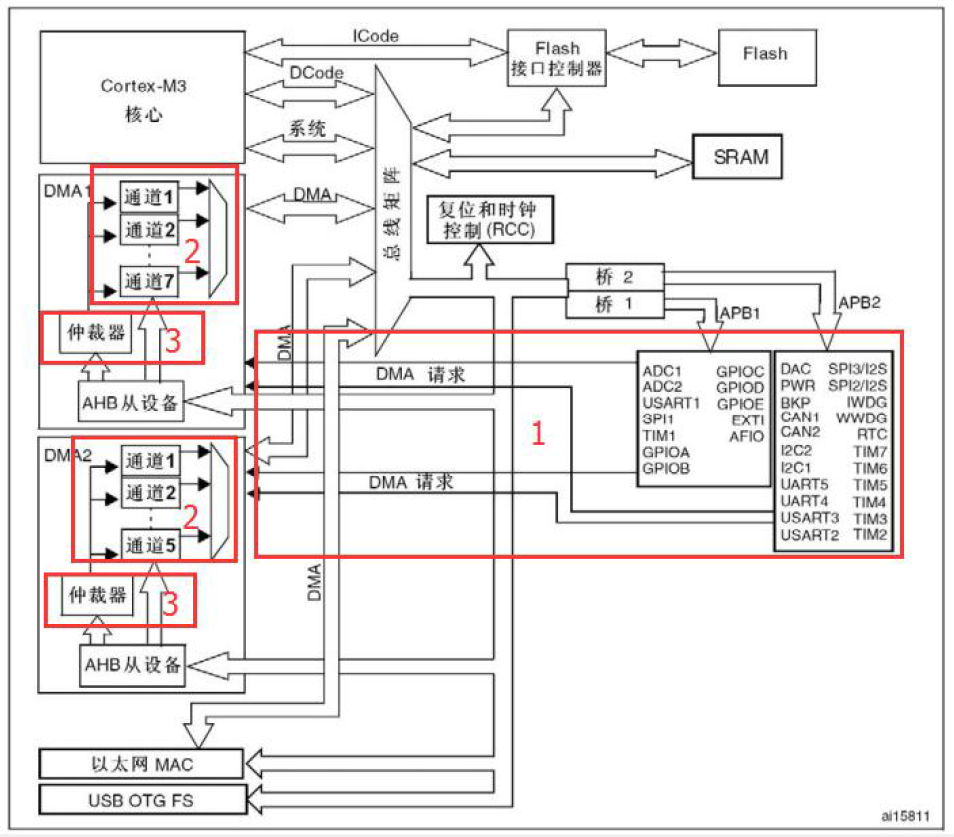 ICode
Flash
接口控制器
Flash
Cortex-M3
核心
DCode
系统
SRAM
DMA1
通道1
通道2
2
通道7
DMA
总线矩阵
复位和时钟
控制(RCC)
桥 2
桥 1
APB1
APB2
仲裁器
3
AHB从设备
DMA
DMA 请求
1
ADC1 GPIOC
ADC2 GPIOD
USART1 GPIOE
SPI1 EXTI
TIM1 AFIO
GPIOA
GPIOB
DAC SPI3/I2S
PWR SPI2/I2S
BKP IWDG
CAN1 WWDG
CAN2 RTC
I2C2 TIM7
I2C1 TIM6
UART5 TIM5
UART4 TIM4
USART3 TIM3
USART2 TIM2
DMA2
通道1
通道2
2
通道5
DMA 请求
仲裁器
3
DMA
AHB从设备
以太网 MAC
USB OTG FS
ai15811